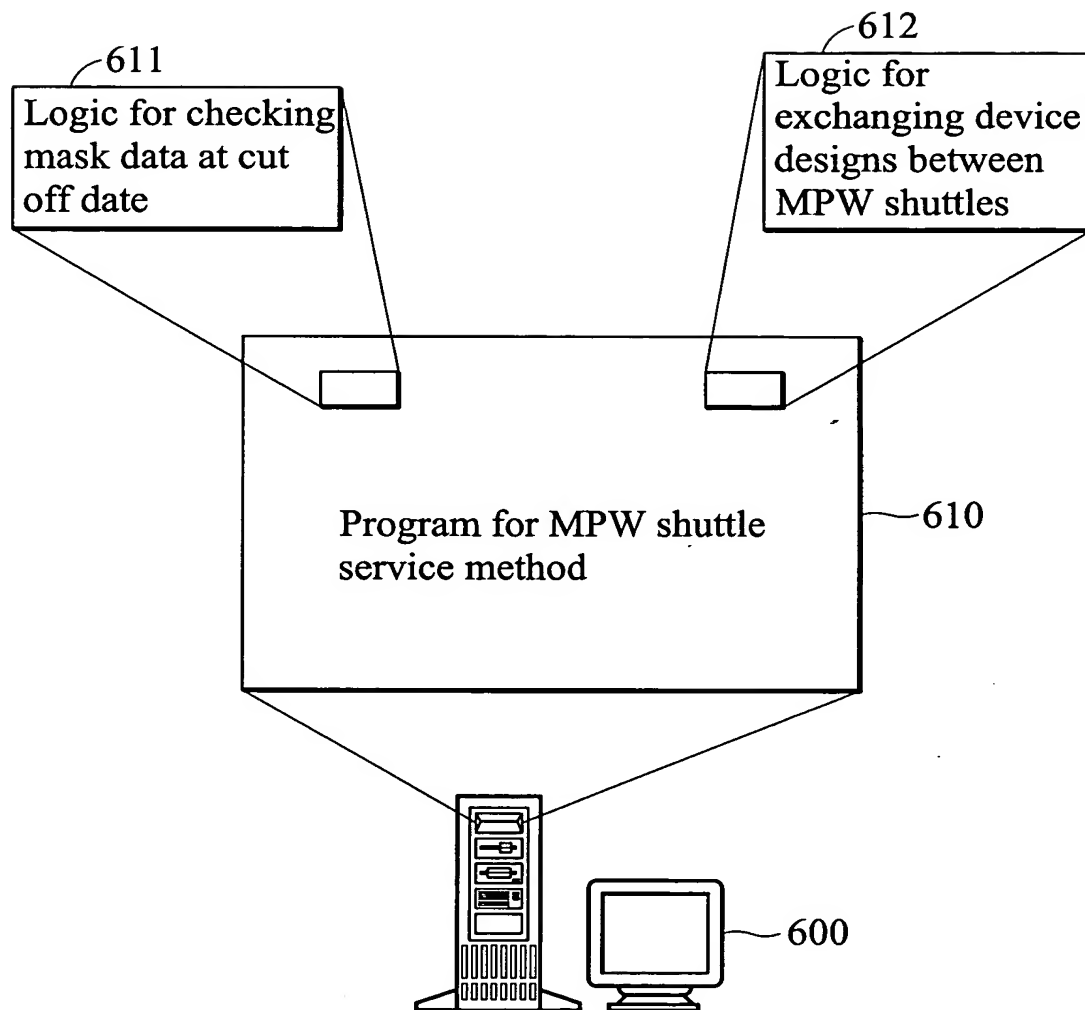 611
Logic for checking
mask data at cut
off date
612
Logic for
exchanging device
designs between
MPW shuttles
Program for MPW shuttle
service method
610
600